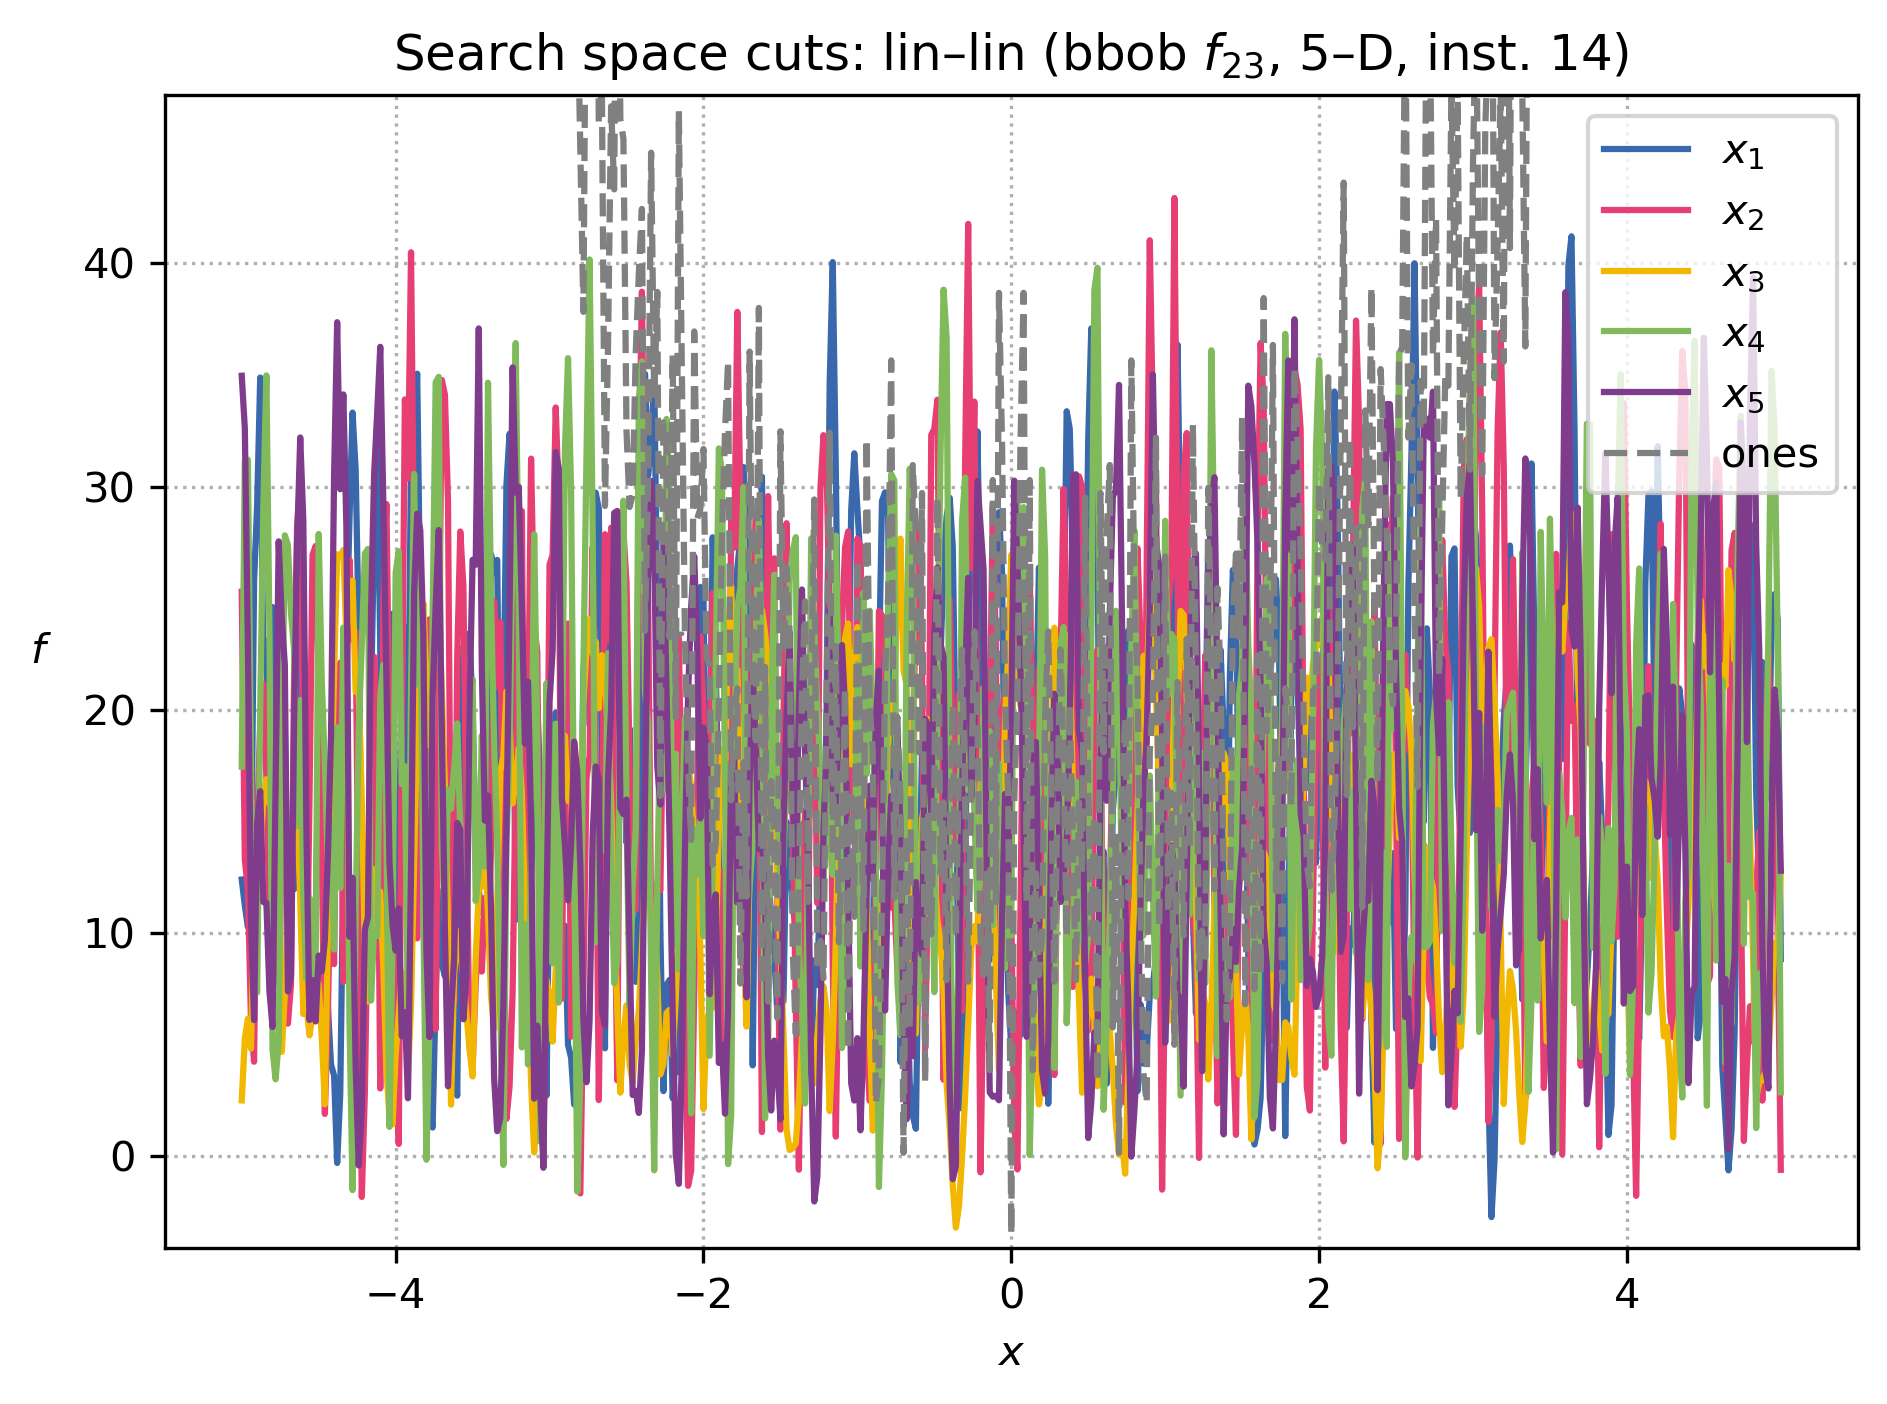 Search space cuts: lin–lin (bbob f₂₃, 5–D, inst. 14)
x₁
x₂
x₃
x₄
x₅
ones
40
30
20
10
0
f
−4
−2
0
2
4
x